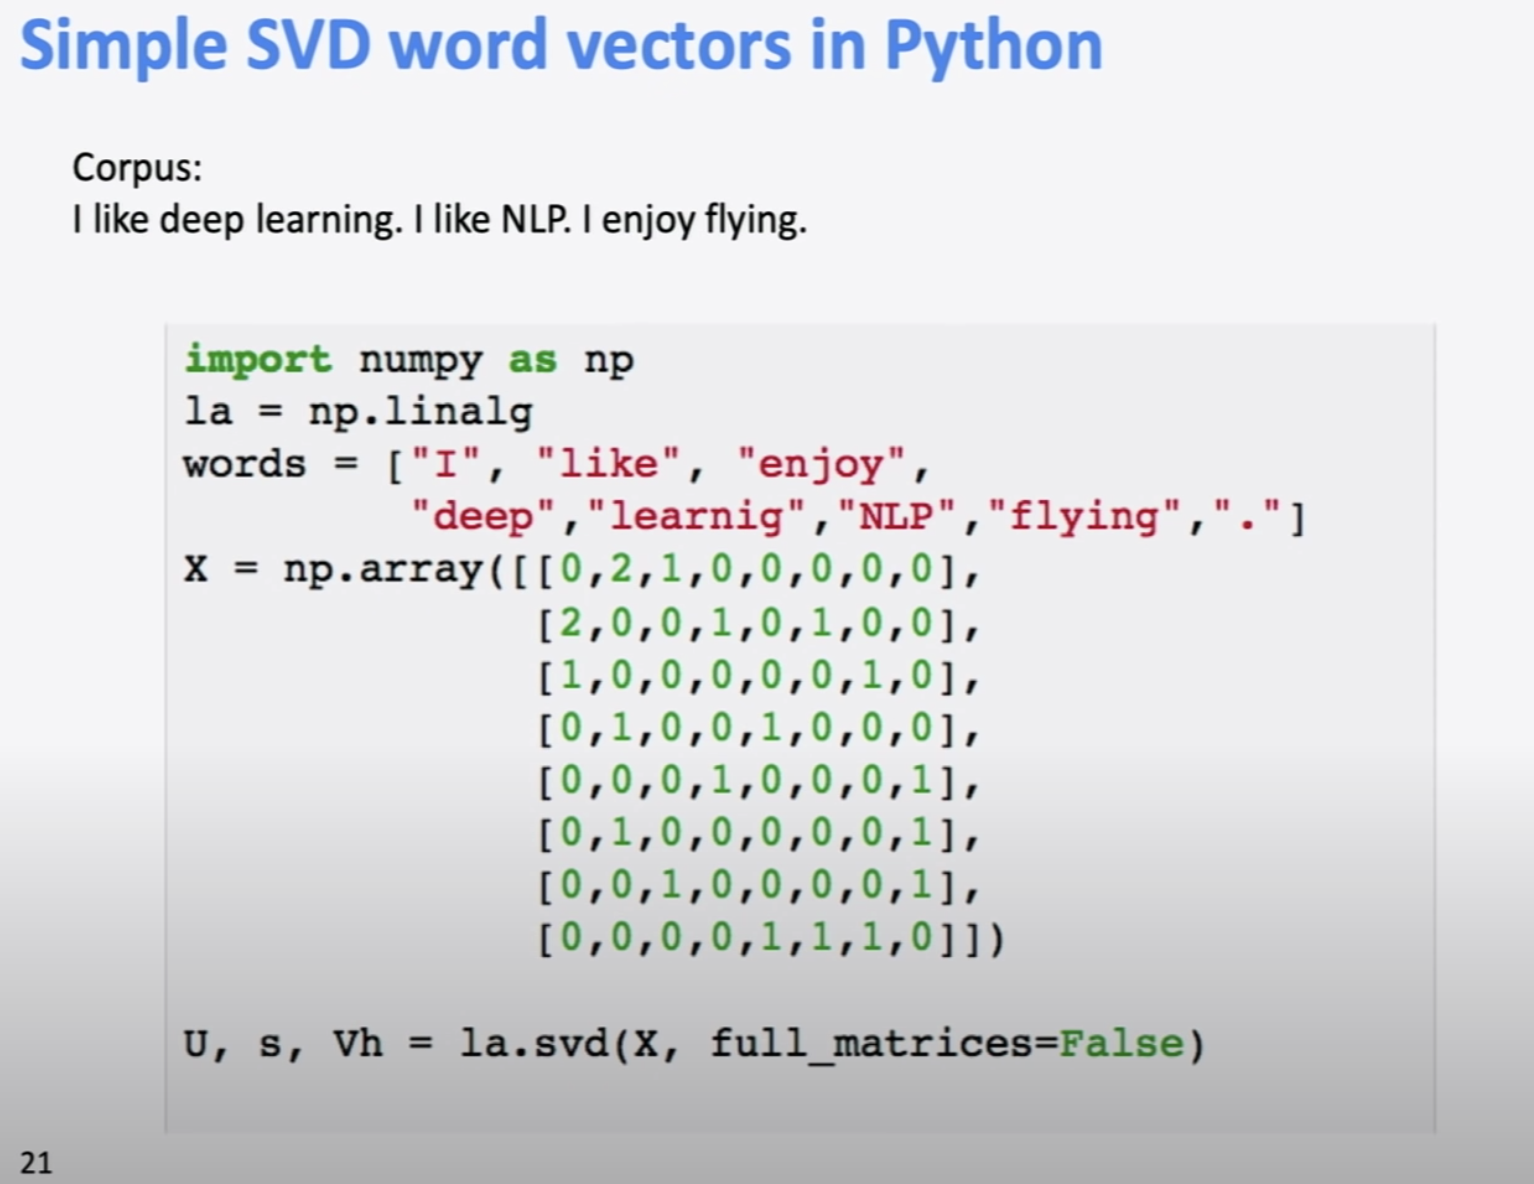 Simple SVD word vectors in Python
Corpus:
I like deep learning. I like NLP. I enjoy flying.
import numpy as np
la = np.linalg
words = ["I", "like", "enjoy",
"deep","learnig","NLP","flying","."]
X = np.array([[0,2,1,0,0,0,0,0],
[2,0,0,1,0,1,0,0],
[1,0,0,0,0,0,1,0],
[0,1,0,0,1,0,0,0],
[0,0,0,1,0,0,0,1],
[0,1,0,0,0,0,0,1],
[0,0,1,0,0,0,0,1],
[0,0,0,0,1,1,1,0]])
U, s, Vh = la.svd(X, full_matrices=False)
21